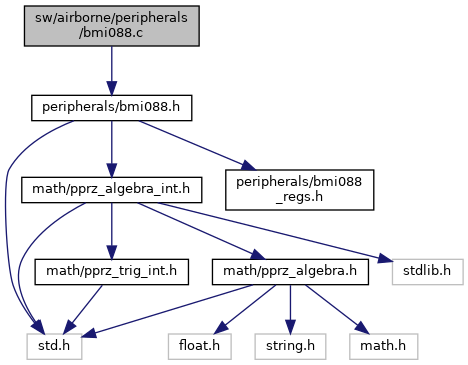 sw/airborne/peripherals
/bmi088.c
peripherals/bmi088.h
math/pprz_algebra_int.h
peripherals/bmi088
_regs.h
math/pprz_trig_int.h
math/pprz_algebra.h
stdlib.h
std.h
float.h
string.h
math.h